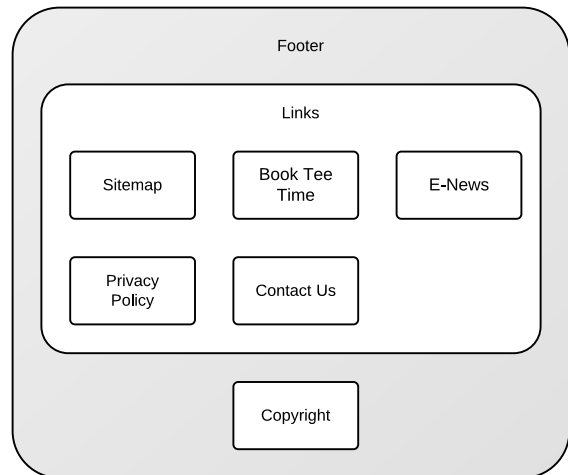 Footer
Links
Sitemap
Book Tee
Time
E-News
Privacy
Policy
Contact Us
Copyright